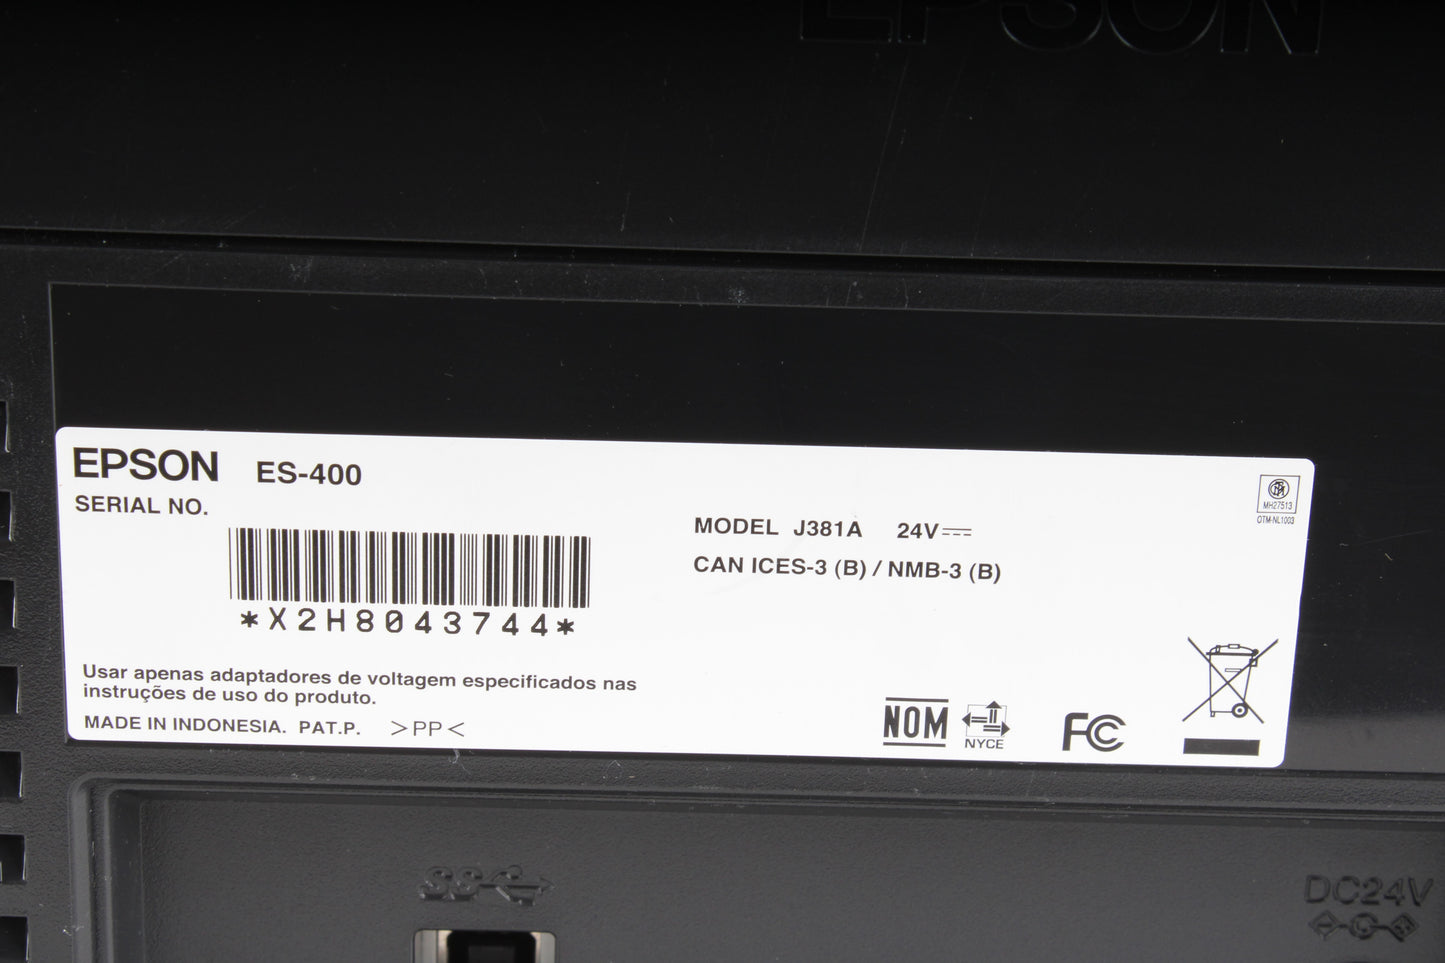 EPSON
EPSON ES-400
SERIAL NO.
*X2H8043744*
MODEL J381A 24V
CAN ICES-3 (B) / NMB-3 (B)
MH27513
OTM-NL1003
Usar apenas adaptadores de voltagem especificados nas
instruções de uso do produto.
MADE IN INDONESIA. PAT.P. >PP<
NOM
NYCE
FC
SS
DC24V